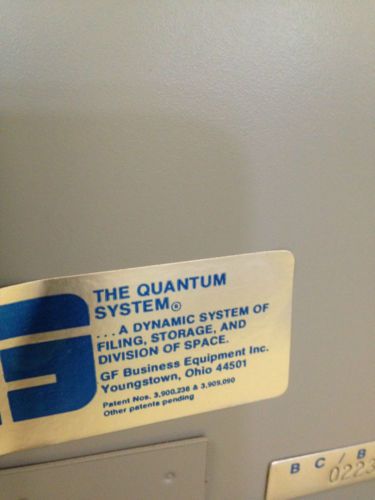 THE QUANTUM
SYSTEM®
...A DYNAMIC SYSTEM OF
FILING, STORAGE, AND
DIVISION OF SPACE.
GF Business Equipment Inc.
Youngstown, Ohio 44501
Patent Nos. 3,900,236 & 3,909,090
Other patents pending
B C / B
0223